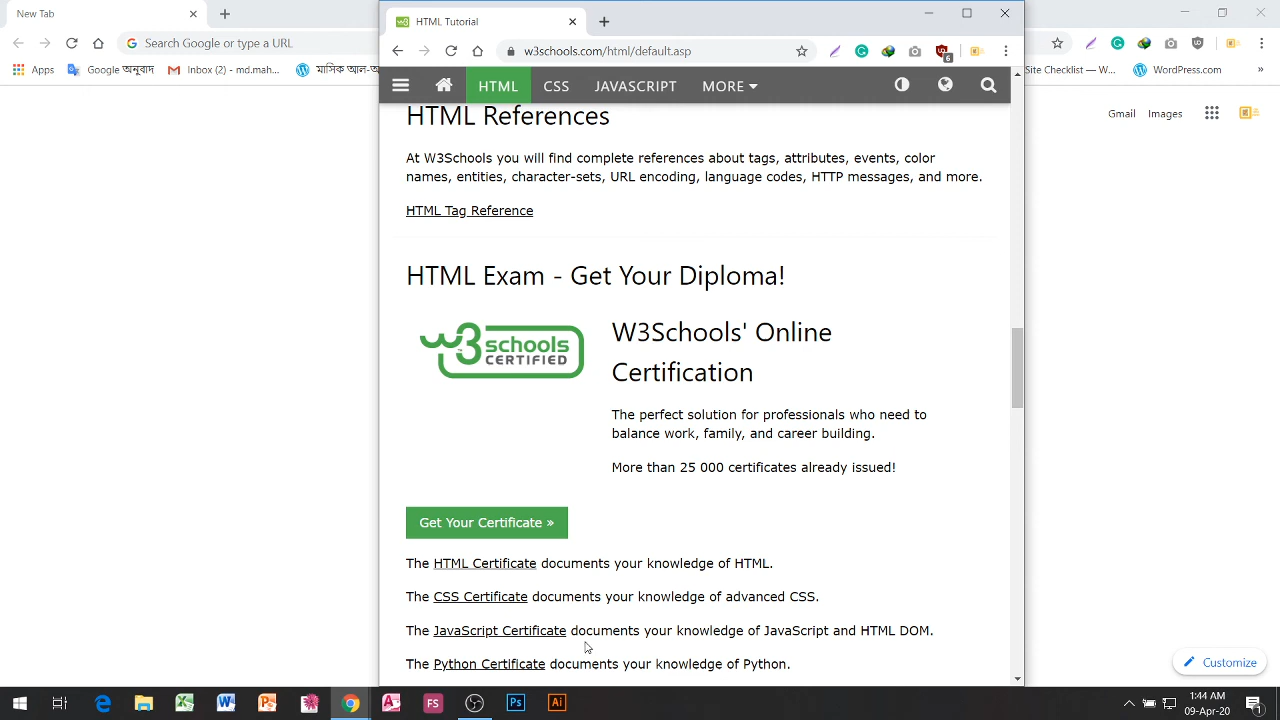 New Tab
Search Google or type a URL
Apps
Google অনুবাদ
Inbox (2) - md.man...
মানিক আল-অ
HTML Tutorial
w3schools.com/html/default.asp
6
Site Checklist — W...
WordPress.com
»
Gmail
Images
HTML
CSS
JAVASCRIPT
MORE
HTML References
At W3Schools you will find complete references about tags, attributes, events, color
names, entities, character-sets, URL encoding, language codes, HTTP messages, and more.
HTML Tag Reference
HTML Exam - Get Your Diploma!
w3schools
CERTIFIED
W3Schools' Online
Certification
The perfect solution for professionals who need to
balance work, family, and career building.
More than 25 000 certificates already issued!
Get Your Certificate »
The HTML Certificate documents your knowledge of HTML.
The CSS Certificate documents your knowledge of advanced CSS.
The JavaScript Certificate documents your knowledge of JavaScript and HTML DOM.
The Python Certificate documents your knowledge of Python.
Customize
FS
Ps
Ai
1:44 AM
09-Apr-20
1